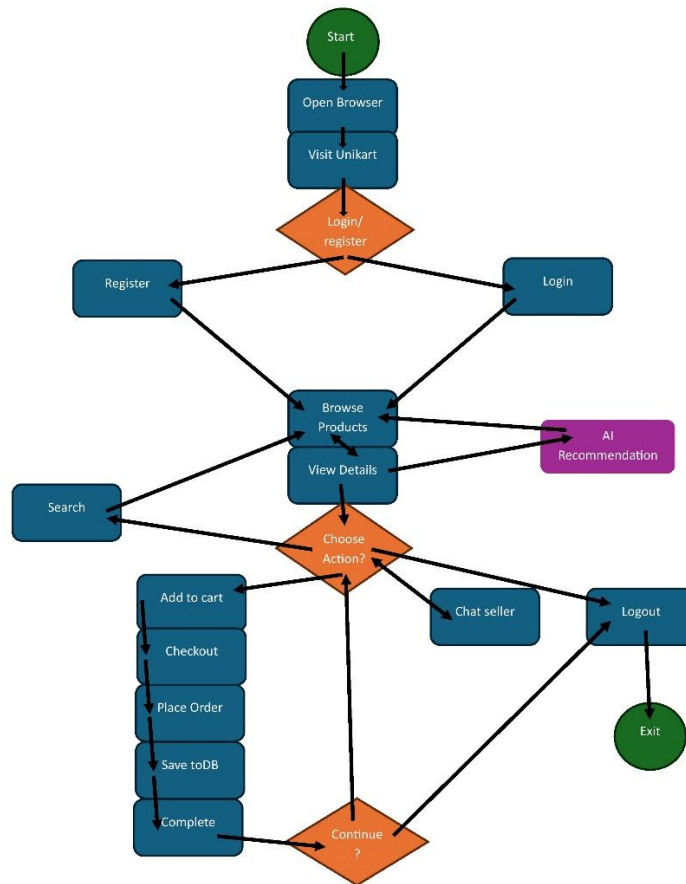 Start
Open Browser
Visit Unikart
Login/
register
Register
Login
Browse
Products
AI
Recommendation
View Details
Search
Choose
Action?
Add to cart
Chat seller
Logout
Checkout
Place Order
Exit
Save toDB
Complete
Continue
?